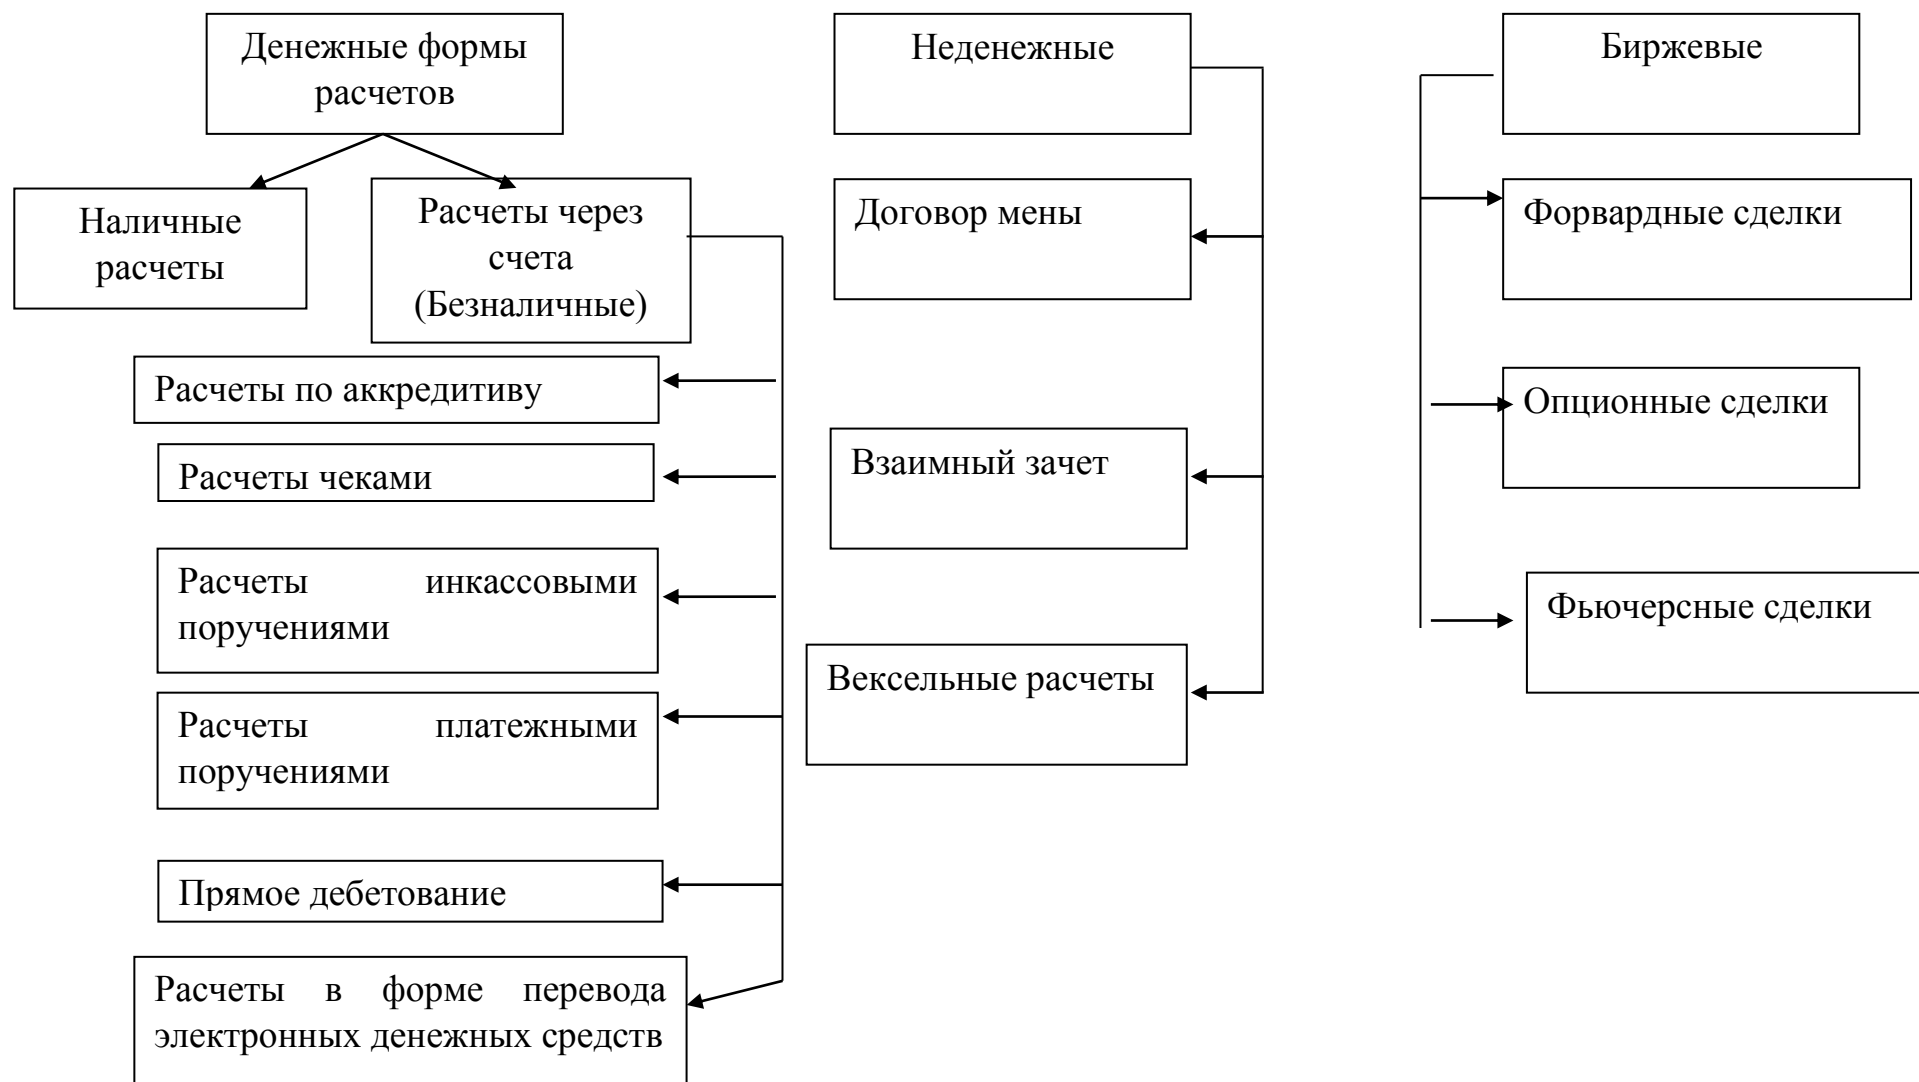 Денежные формы
расчетов
Наличные
расчеты
Расчеты через
счета
(Безналичные)
Расчеты по аккредитиву
Расчеты чеками
Расчеты инкассовыми
поручениями
Расчеты платежными
поручениями
Прямое дебетование
Расчеты в форме перевода
электронных денежных средств
Неденежные
Договор мены
Взаимный зачет
Вексельные расчеты
Биржевые
Форвардные сделки
Опционные сделки
Фьючерсные сделки